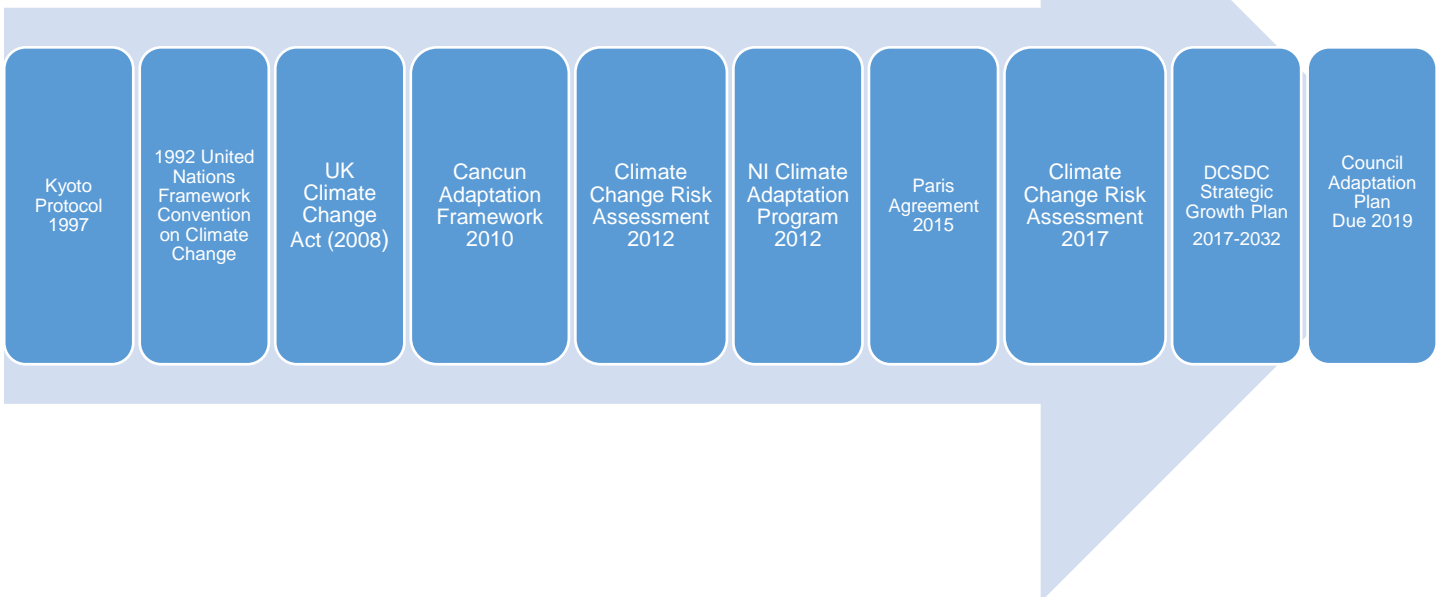 Kyoto
Protocol
1997
1992 United
Nations
Framework
Convention
on Climate
Change
UK
Climate
Change
Act (2008)
Cancun
Adaptation
Framework
2010
Climate
Change Risk
Assessment
2012
NI Climate
Adaptation
Program
2012
Paris
Agreement
2015
Climate
Change Risk
Assessment
2017
DCSDC
Strategic
Growth Plan
2017-2032
Council
Adaptation
Plan
Due 2019